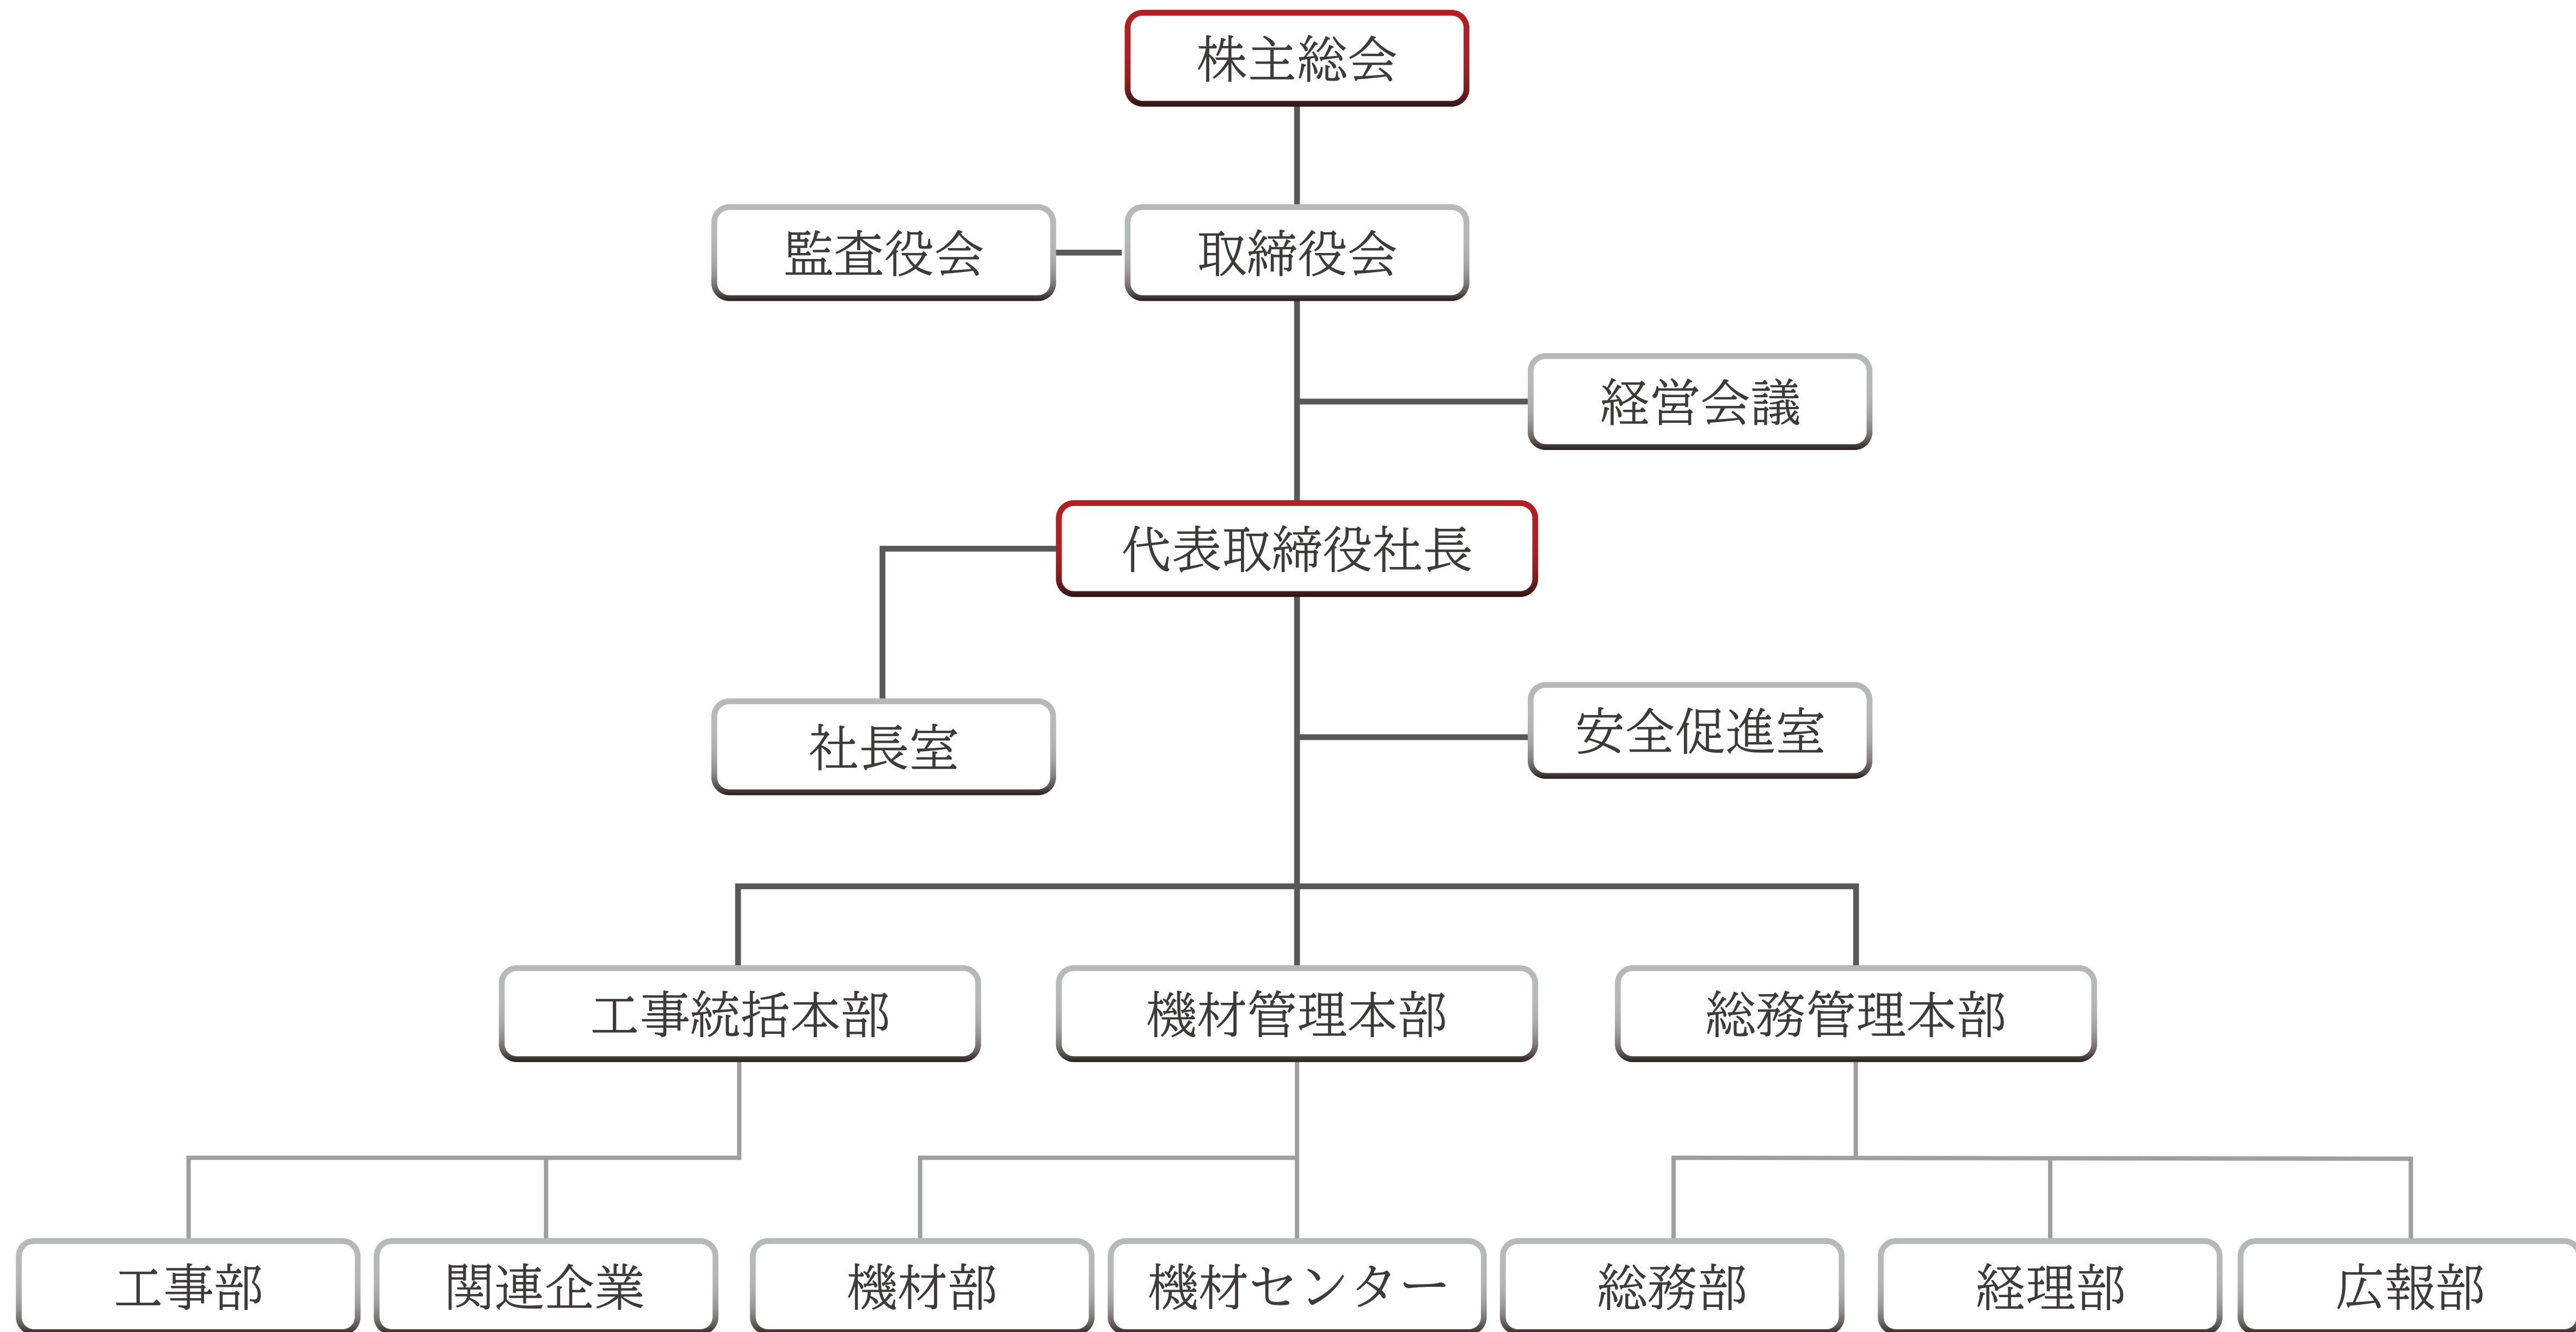 株主総会
監査役会
取締役会
経営会議
代表取締役社長
社長室
安全促進室
工事統括本部
機材管理本部
総務管理本部
工事部
関連企業
機材部
機材センター
総務部
経理部
広報部